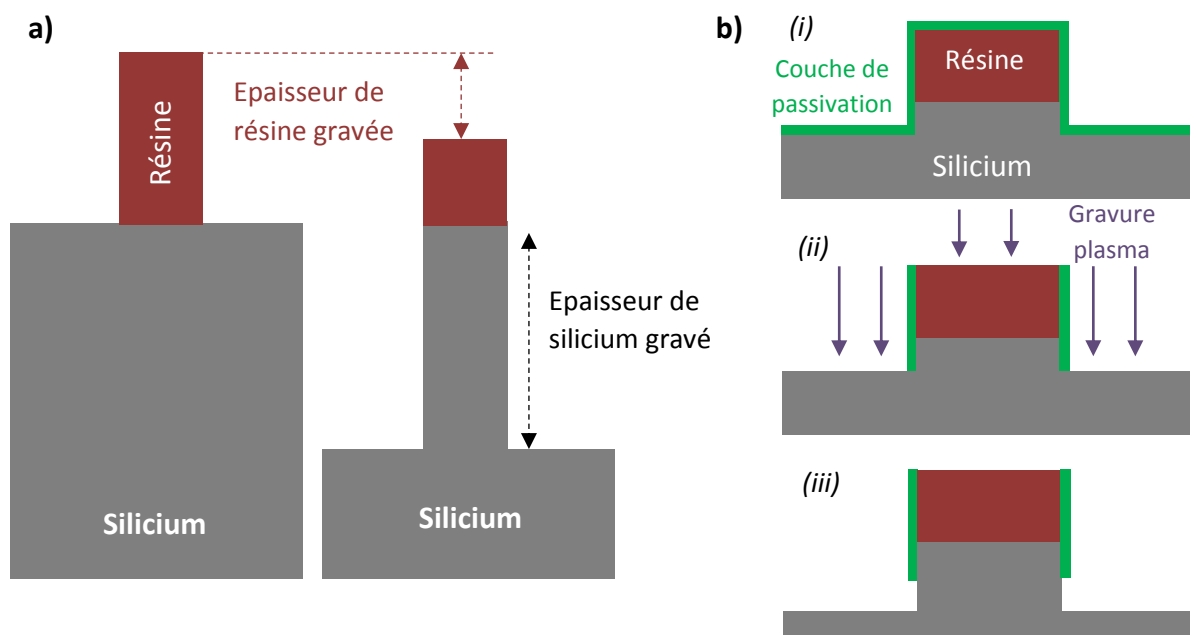 a)
Résine
Epaisseur de
résine gravée
Epaisseur de
silicium gravé
Silicium
Silicium
b)
(i)
Couche de
passivation
Résine
Silicium
Gravure
plasma
(ii)
(iii)